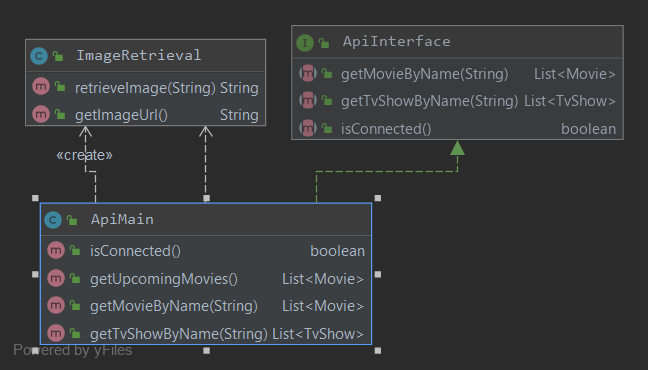 ImageRetrieval
retrieveImage(String) String
getImageUrl() String
ApiInterface
getMovieByName(String) List<Movie>
getTvShowByName(String) List<TvShow>
isConnected() boolean
«create»
ApiMain
isConnected() boolean
getUpcomingMovies() List<Movie>
getMovieByName(String) List<Movie>
getTvShowByName(String) List<TvShow>
Powered by yFiles